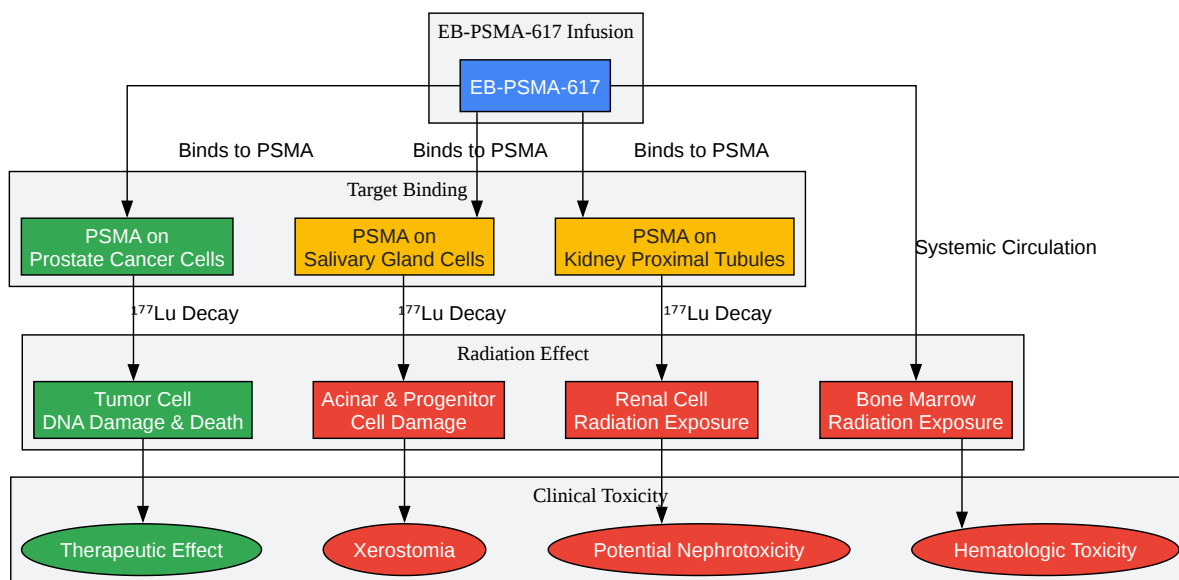 EB-PSMA-617 Infusion
EB-PSMA-617
Binds to PSMA
Binds to PSMA
Binds to PSMA
Target Binding
PSMA on
Prostate Cancer Cells
PSMA on
Salivary Gland Cells
PSMA on
Kidney Proximal Tubules
Systemic Circulation
¹⁷⁷Lu Decay
¹⁷⁷Lu Decay
¹⁷⁷Lu Decay
Radiation Effect
Tumor Cell
DNA Damage & Death
Acinar & Progenitor
Cell Damage
Renal Cell
Radiation Exposure
Bone Marrow
Radiation Exposure
Clinical Toxicity
Therapeutic Effect
Xerostomia
Potential Nephrotoxicity
Hematologic Toxicity